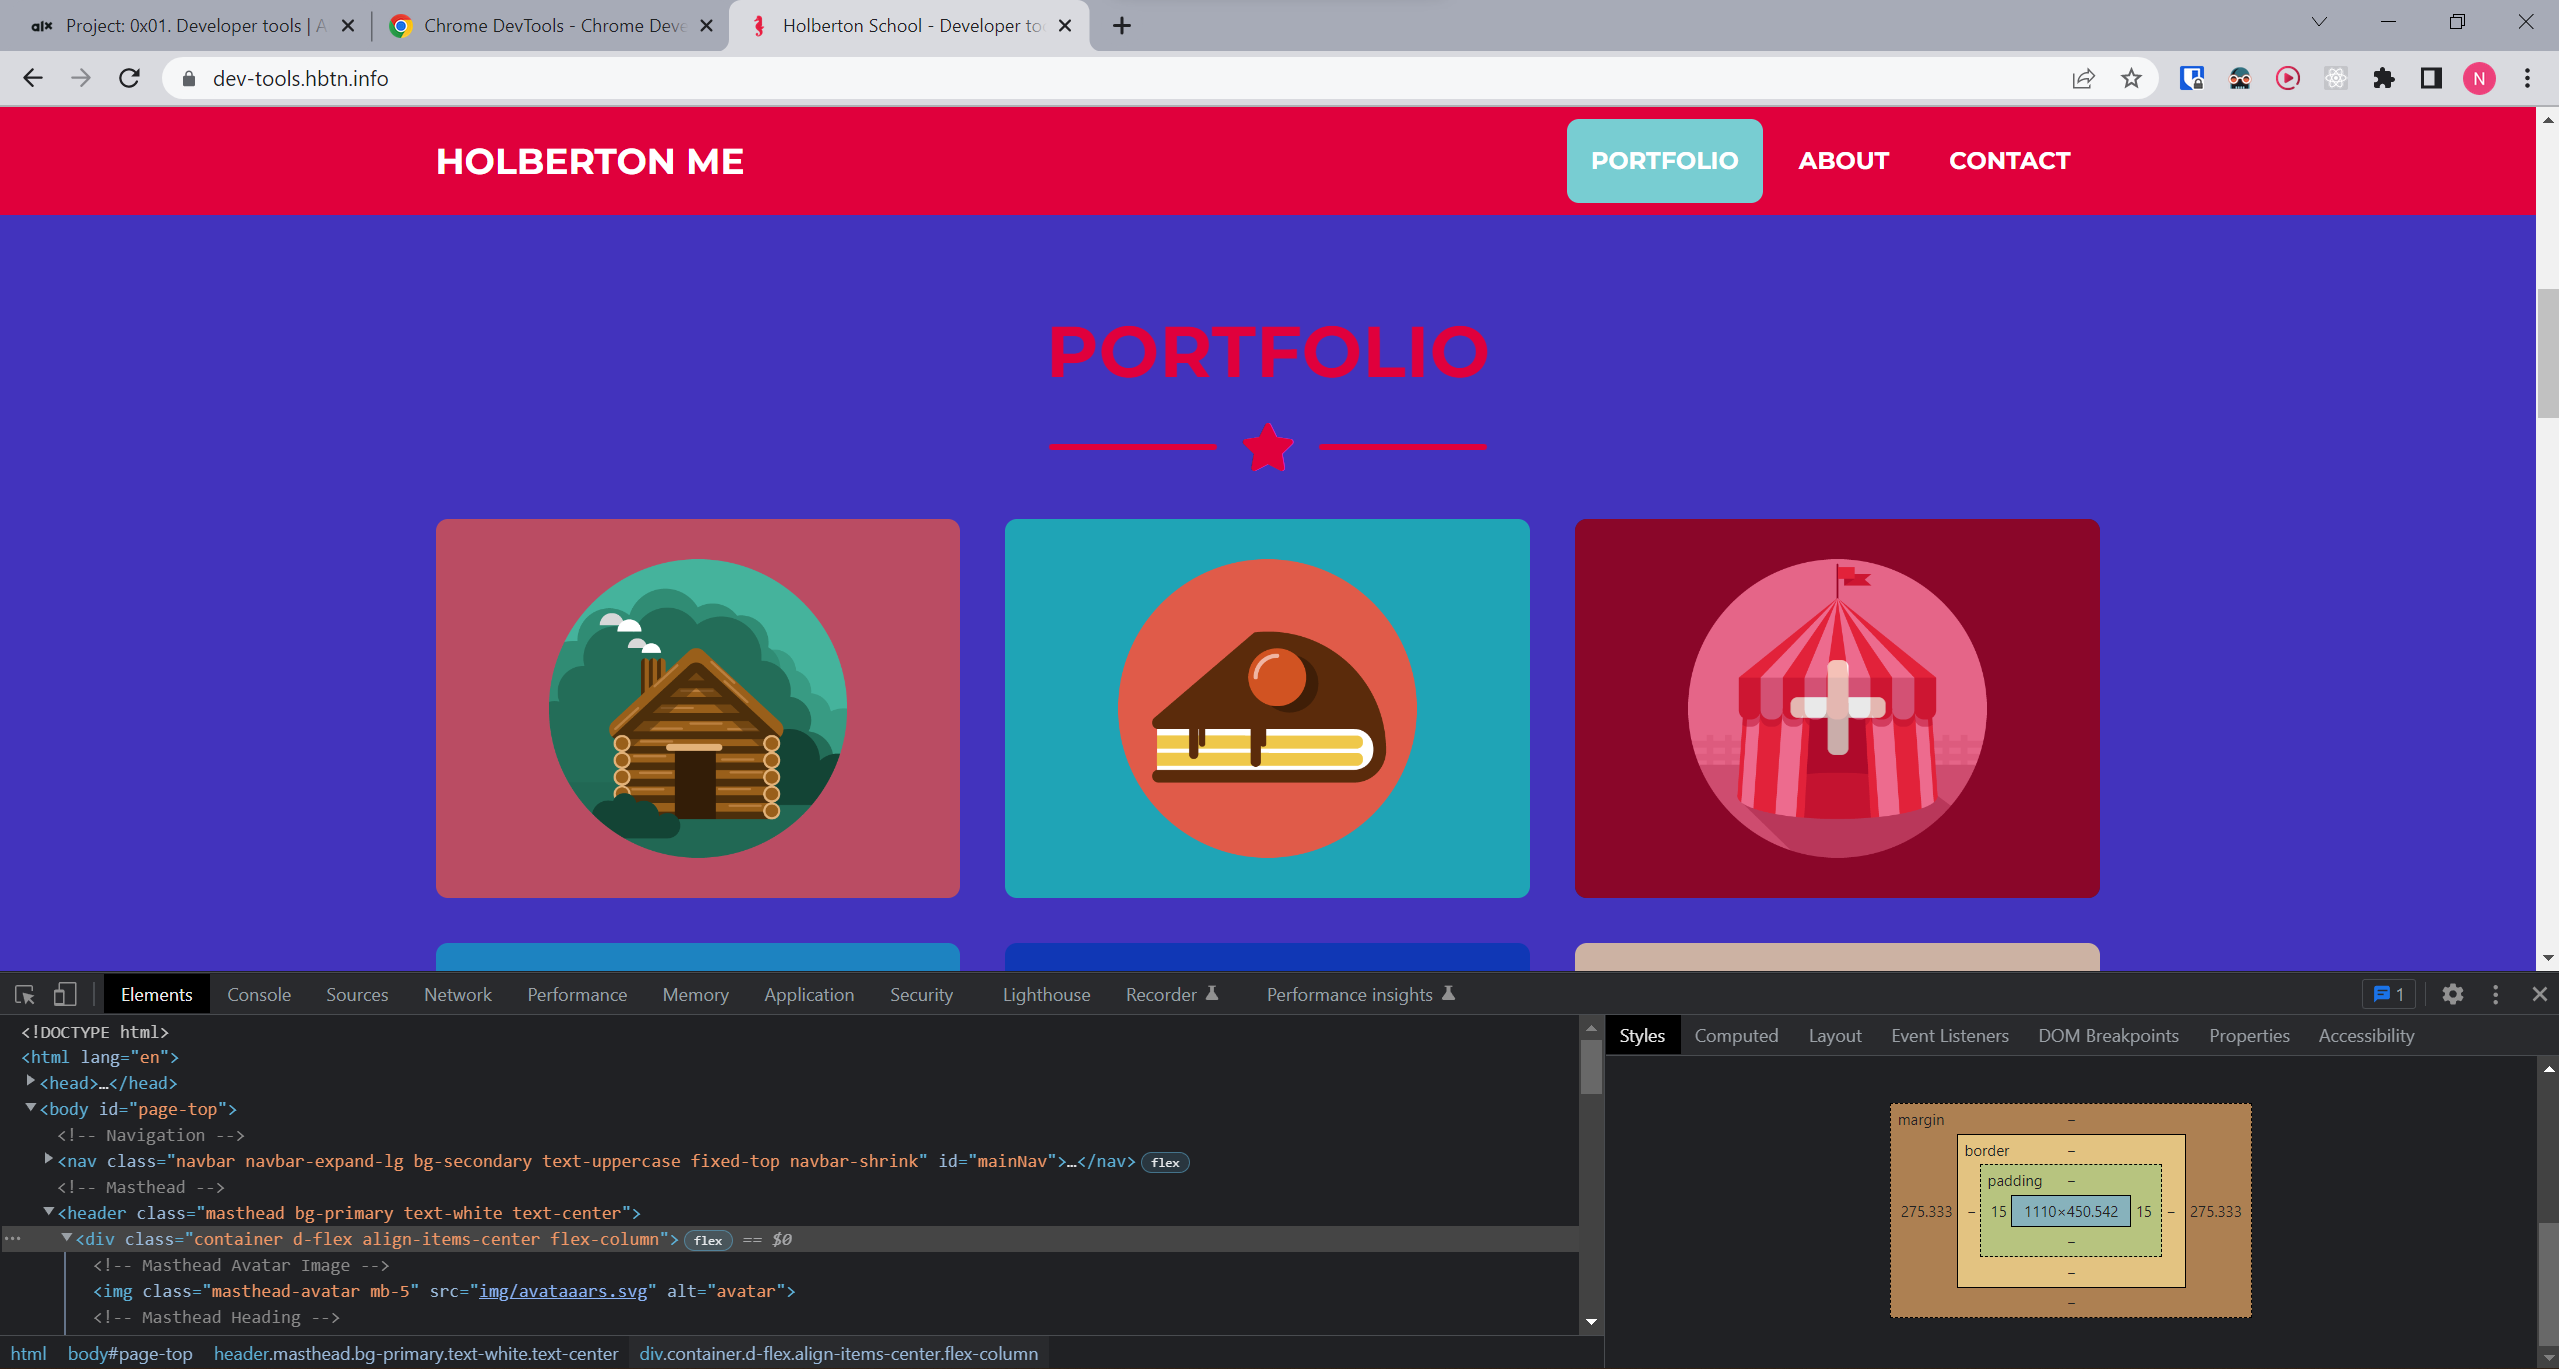 alx Project: 0x01. Developer tools | A
Chrome DevTools - Chrome Deve
Holberton School - Developer to
dev-tools.hbtn.info
N
HOLBERTON ME
PORTFOLIO ABOUT CONTACT
PORTFOLIO
Elements Console Sources Network Performance Memory Application Security Lighthouse Recorder Performance insights 1
<!DOCTYPE html>
<html lang="en">
<head>…</head>
<body id="page-top">
<!-- Navigation -->
<nav class="navbar navbar-expand-lg bg-secondary text-uppercase fixed-top navbar-shrink" id="mainNav">…</nav> flex
<!-- Masthead -->
<header class="masthead bg-primary text-white text-center">
… <div class="container d-flex align-items-center flex-column"> flex == $0
<!-- Masthead Avatar Image -->
<img class="masthead-avatar mb-5" src="img/avataaars.svg" alt="avatar">
<!-- Masthead Heading -->
html body#page-top header.masthead.bg-primary.text-white.text-center div.container.d-flex.align-items-center.flex-column
Styles Computed Layout Event Listeners DOM Breakpoints Properties Accessibility
margin –
border –
padding –
275.333 – 15 1110×450.542 15 – 275.333
–
–
–